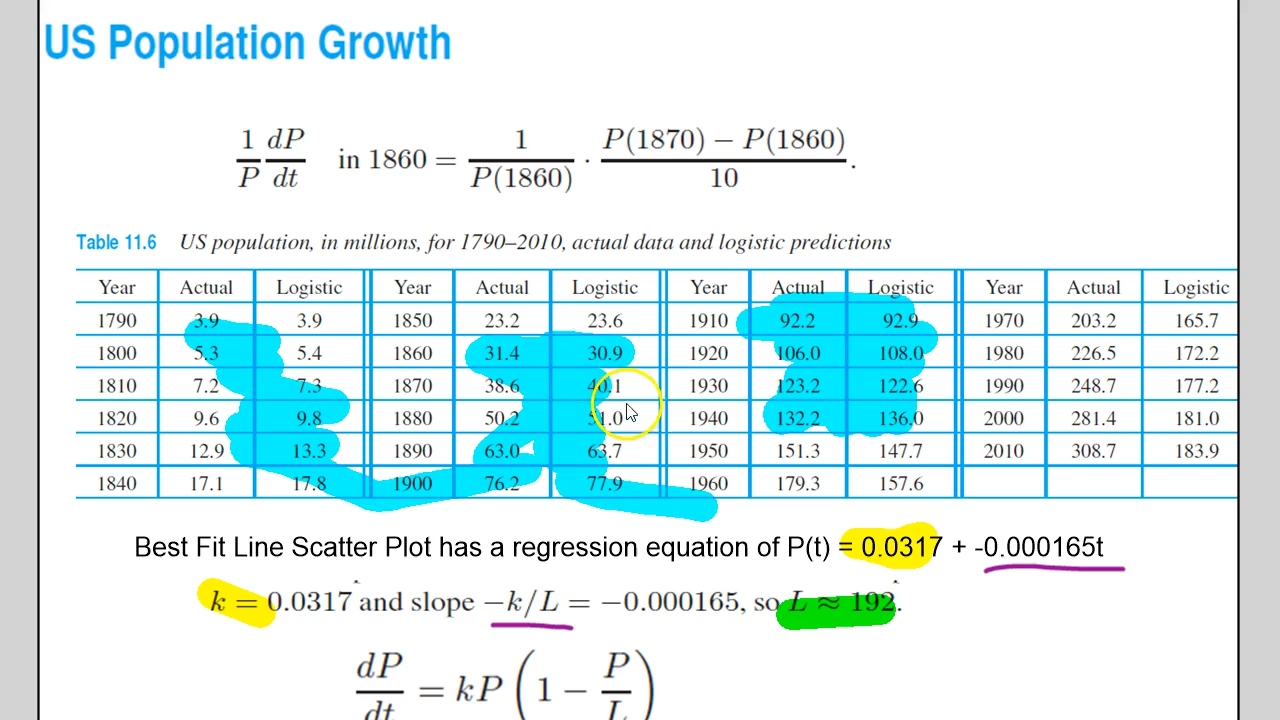 US Population Growth
1/P dP/dt in 1860 = 1/P(1860) · P(1870) − P(1860)/10.
Table 11.6 US population, in millions, for 1790–2010, actual data and logistic predictions
Year Actual Logistic Year Actual Logistic Year Actual Logistic Year Actual Logistic
1790 3.9 3.9 1850 23.2 23.6 1910 92.2 92.9 1970 203.2 165.7
1800 5.3 5.4 1860 31.4 30.9 1920 106.0 108.0 1980 226.5 172.2
1810 7.2 7.3 1870 38.6 40.1 1930 123.2 122.6 1990 248.7 177.2
1820 9.6 9.8 1880 50.2 51.0 1940 132.2 136.0 2000 281.4 181.0
1830 12.9 13.3 1890 63.0 63.7 1950 151.3 147.7 2010 308.7 183.9
1840 17.1 17.8 1900 76.2 77.9 1960 179.3 157.6
Best Fit Line Scatter Plot has a regression equation of P(t) = 0.0317 + -0.000165t
k = 0.0317 and slope −k/L = −0.000165, so L ≈ 192.
dP/dt = kP (1 − P/L)